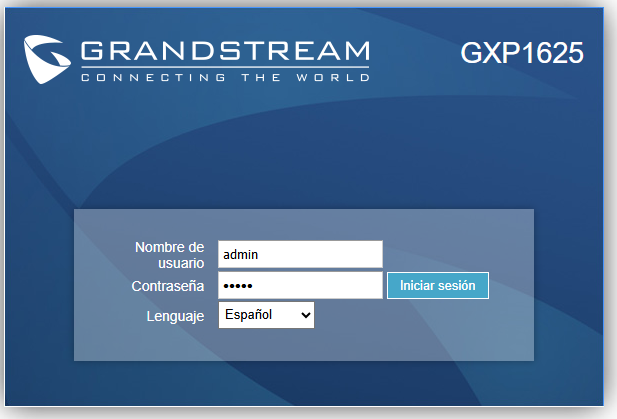 GRANDSTREAM
CONNECTING THE WORLD
GXP1625
Nombre de
usuario
admin
Contraseña
•••••
Iniciar sesión
Lenguaje
Español